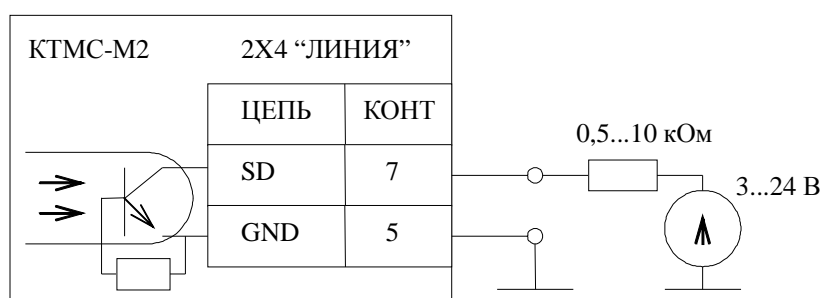 КТМС-М2 2Х4 “ЛИНИЯ”
ЦЕПЬ КОНТ
SD 7
GND 5
0,5...10 кОм
3...24 В